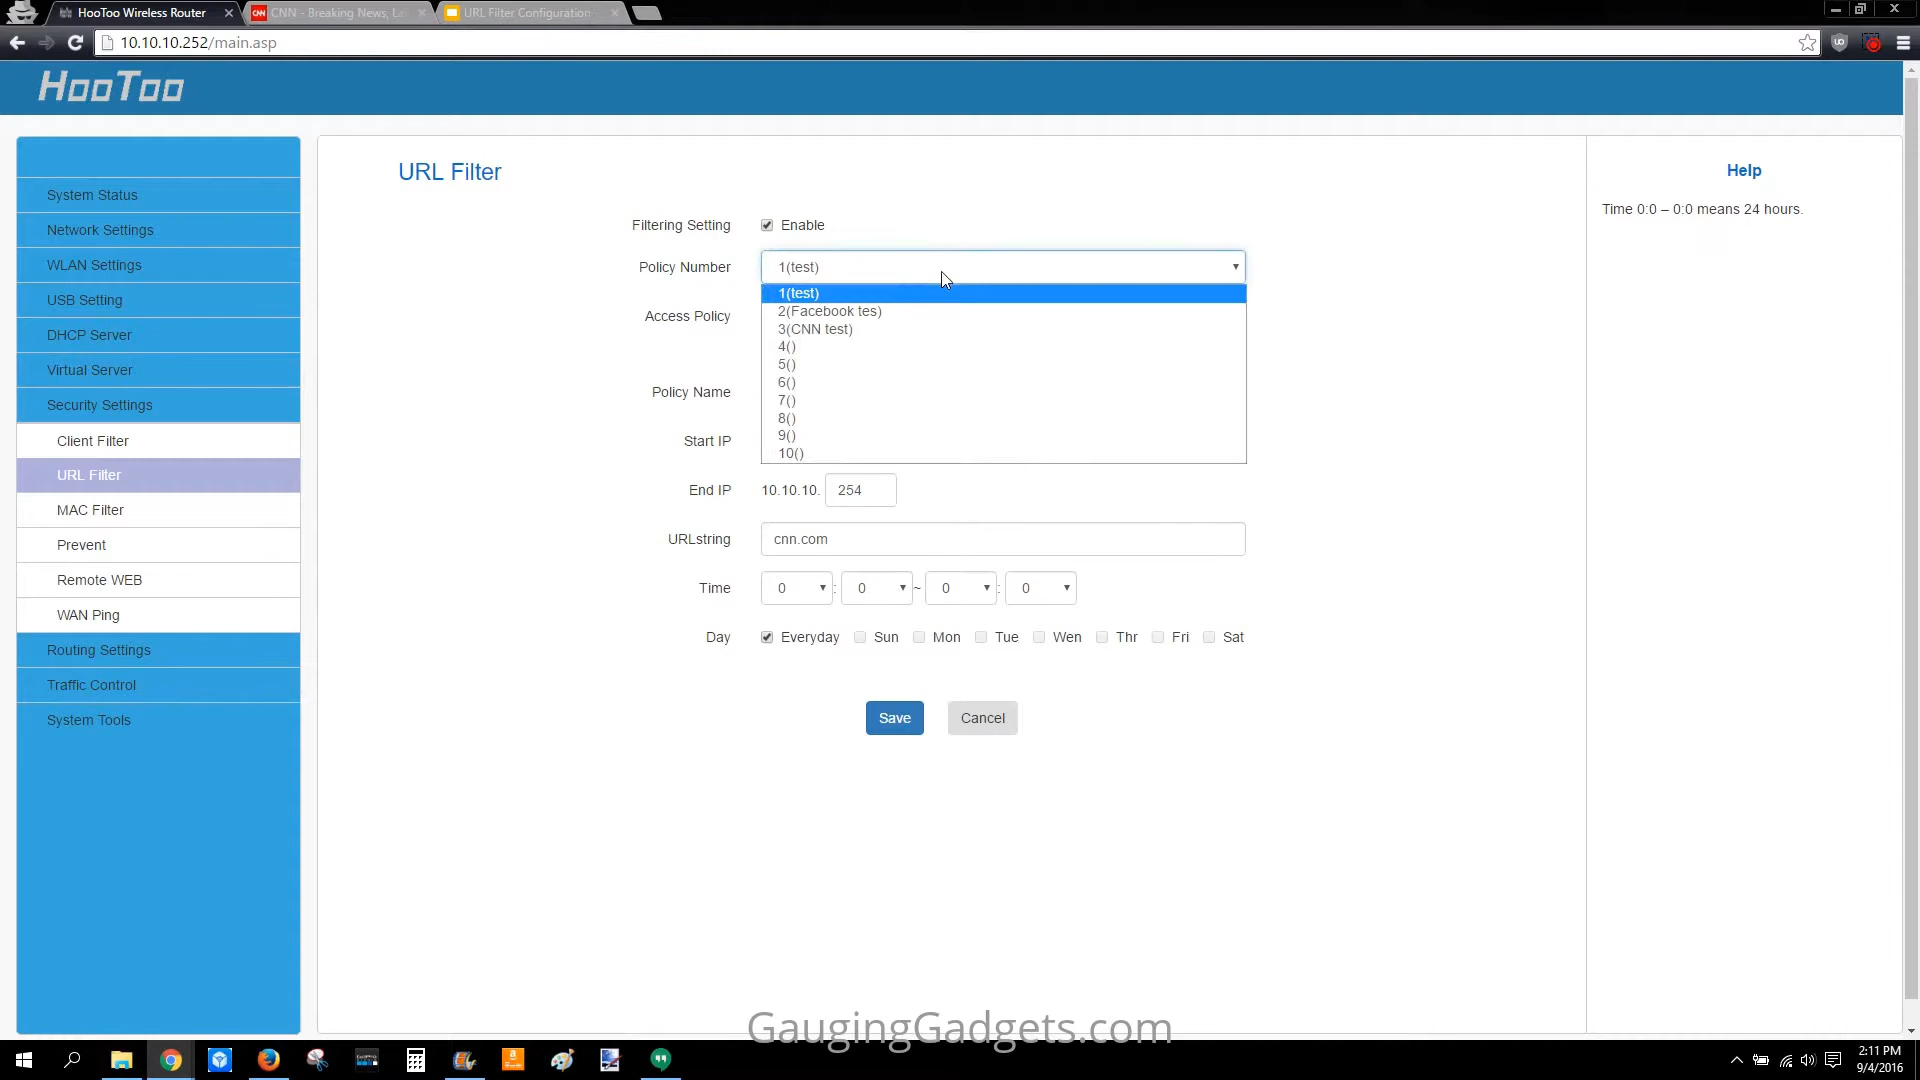 HooToo Wireless Router
CNN - Breaking News, La
URL Filter Configuration
10.10.10.252/main.asp
HooToo
System Status
Network Settings
WLAN Settings
USB Setting
DHCP Server
Virtual Server
Security Settings
Client Filter
URL Filter
MAC Filter
Prevent
Remote WEB
WAN Ping
Routing Settings
Traffic Control
System Tools
URL Filter
Filtering Setting Enable
Policy Number 1(test)
1(test)
2(Facebook tes)
3(CNN test)
4()
5()
6()
7()
8()
9()
10()
Access Policy
Policy Name
Start IP
End IP 10.10.10. 254
URLstring cnn.com
Time 0 : 0 ~ 0 : 0
Day Everyday Sun Mon Tue Wen Thr Fri Sat
Save Cancel
Help
Time 0:0 – 0:0 means 24 hours.
GaugingGadgets.com
2:11 PM
9/4/2016